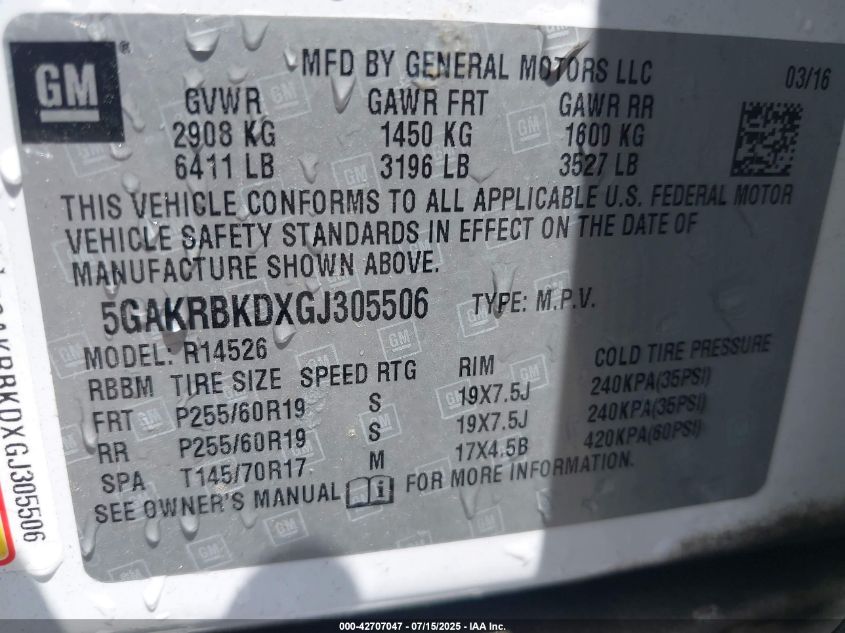 GM ®
MFD BY GENERAL MOTORS LLC 03/16
GVWR GAWR FRT GAWR RR
2908 KG 1450 KG 1600 KG
6411 LB 3196 LB 3527 LB
THIS VEHICLE CONFORMS TO ALL APPLICABLE U.S. FEDERAL MOTOR
VEHICLE SAFETY STANDARDS IN EFFECT ON THE DATE OF
MANUFACTURE SHOWN ABOVE.
5GAKRBKDXGJ305506 TYPE: M.P.V.
MODEL: R14526
RBBM TIRE SIZE SPEED RTG RIM COLD TIRE PRESSURE
FRT P255/60R19 S 19X7.5J 240KPA(35PSI)
RR P255/60R19 S 19X7.5J 240KPA(35PSI)
SPA T145/70R17 M 17X4.5B 420KPA(60PSI)
SEE OWNER'S MANUAL i FOR MORE INFORMATION.
KRBKDXGJ305506
000-42707047 07/15/2025 IAA Inc.